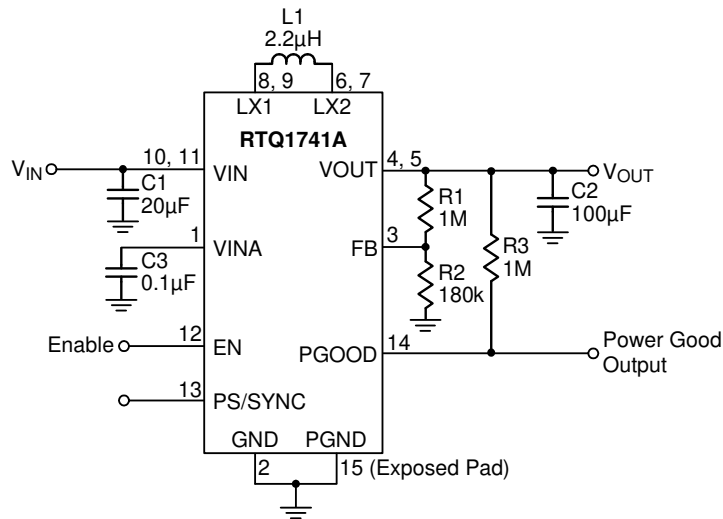 L1
2.2µH
8, 9
6, 7
LX1
LX2
RTQ1741A
10, 11
4, 5
VIN
VIN
VOUT
VOUT
C1
20µF
R1
1M
C2
100µF
1
VINA
3
FB
R3
1M
C3
0.1µF
R2
180k
Enable
12
EN
14
PGOOD
Power Good
Output
13
PS/SYNC
GND
PGND
2
15 (Exposed Pad)